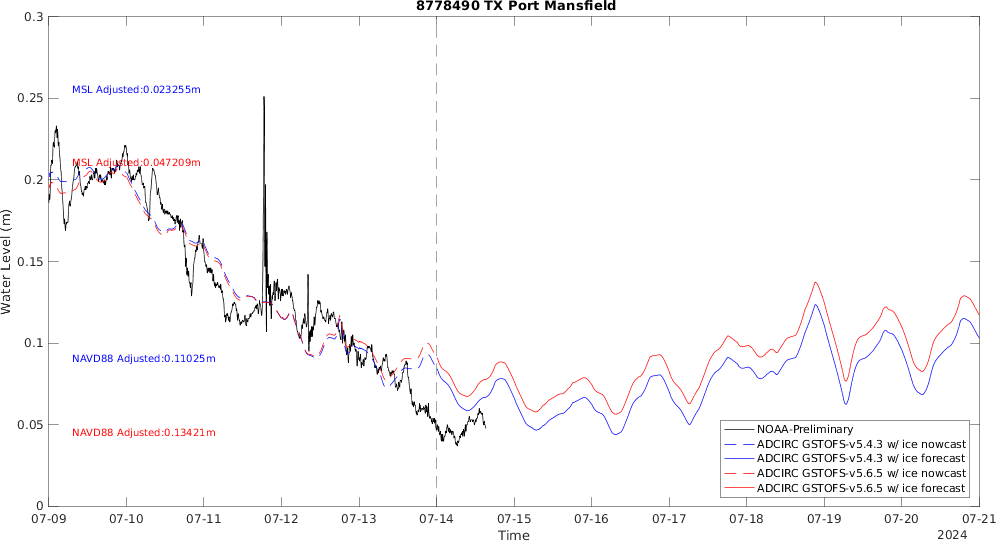 8778490 TX Port Mansfield
0.3
0.25
0.2
0.15
0.1
0.05
0
Water Level (m)
MSL Adjusted:0.023255m
MSL Adjusted:0.047209m
NAVD88 Adjusted:0.11025m
NAVD88 Adjusted:0.13421m
NOAA-Preliminary
ADCIRC GSTOFS-v5.4.3 w/ ice nowcast
ADCIRC GSTOFS-v5.4.3 w/ ice forecast
ADCIRC GSTOFS-v5.6.5 w/ ice nowcast
ADCIRC GSTOFS-v5.6.5 w/ ice forecast
07-09 07-10 07-11 07-12 07-13 07-14 07-15 07-16 07-17 07-18 07-19 07-20 07-21
Time
2024